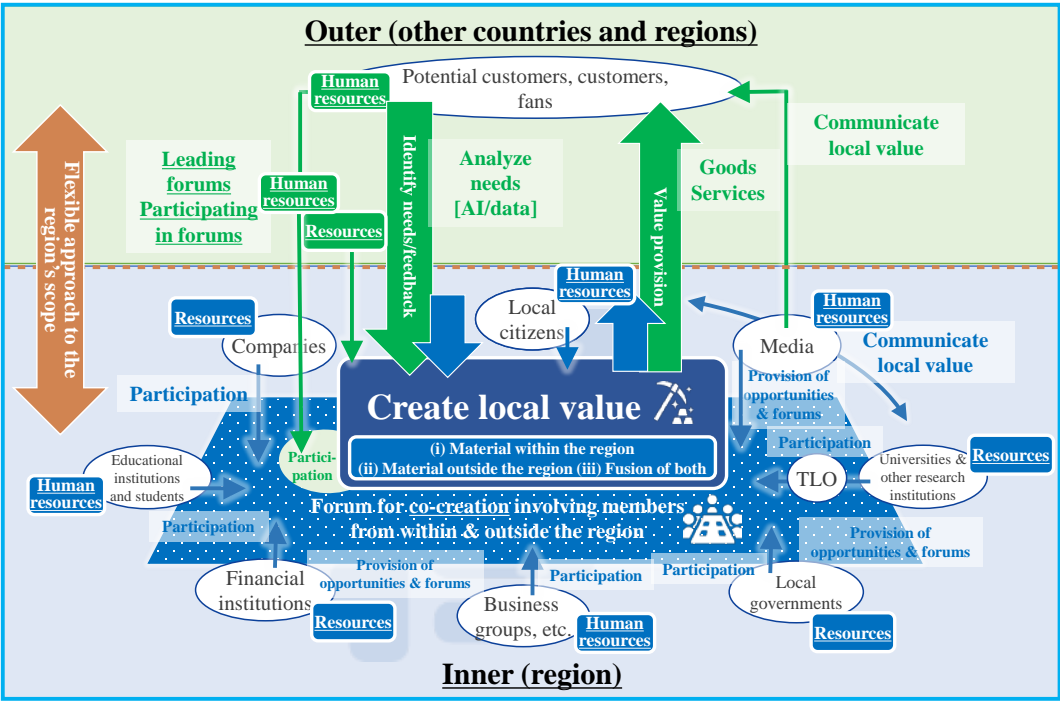 Outer (other countries and regions)
Potential customers, customers,
fans
Human
resources
Flexible approach to the
region's scope
Leading
forums
Participating
in forums
Human
resources
Resources
Identify needs/feedback
Analyze
needs
[AI/data]
Value provision
Goods
Services
Communicate
local value
Resources
Companies
Local
citizens
Human
resources
Human
resources
Media
Communicate
local value
Participation
Create local value
(i) Material within the region
(ii) Material outside the region (iii) Fusion of both
Provision of
opportunities
& forums
Partici-
pation
Educational
institutions
and students
Human
resources
Participation
Participation
TLO
Universities &
other research
institutions
Resources
Forum for co-creation involving members
from within & outside the region
Provision of
opportunities & forums
Financial
institutions
Resources
Provision of
opportunities & forums
Business
groups, etc.
Human
resources
Participation
Participation
Local
governments
Resources
Inner (region)